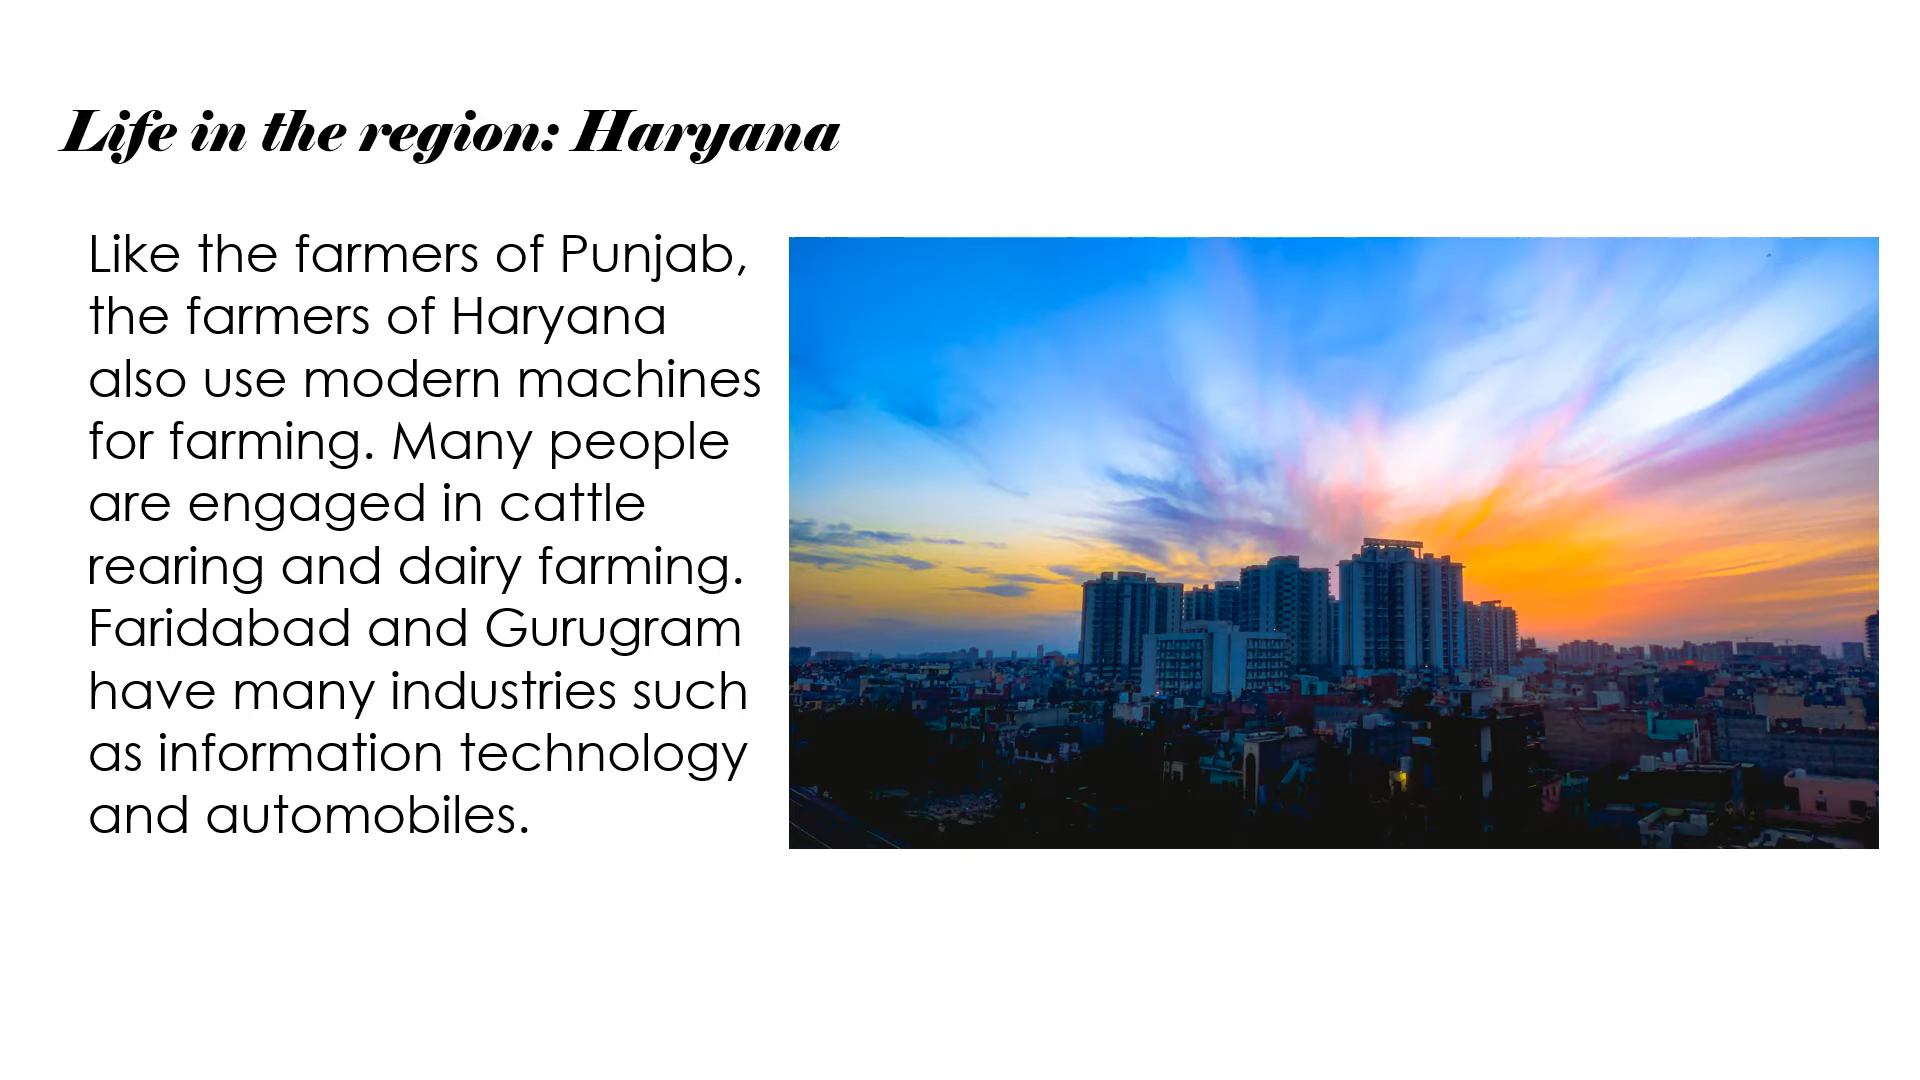 Life in the region: Haryana
Like the farmers of Punjab,
the farmers of Haryana
also use modern machines
for farming. Many people
are engaged in cattle
rearing and dairy farming.
Faridabad and Gurugram
have many industries such
as information technology
and automobiles.